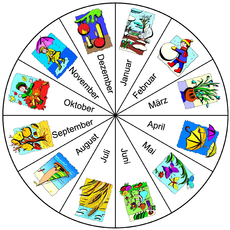 Januar
Februar
März
April
Mai
Juni
Juli
August
September
Oktober
November
Dezember